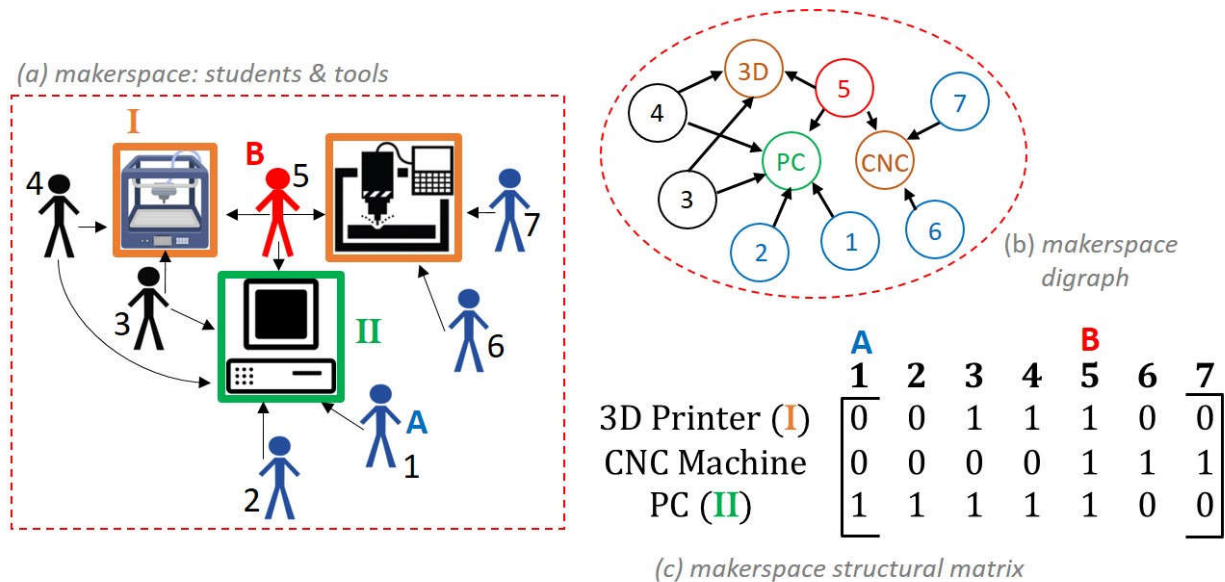 (a) makerspace: students & tools
I
4
B
5
7
3
II
6
A
1
2
3D
5
4
7
PC
CNC
3
2
1
6
(b) makerspace
digraph
A B
1 2 3 4 5 6 7
3D Printer (I) 0 0 1 1 1 0 0
CNC Machine 0 0 0 0 1 1 1
PC (II) 1 1 1 1 1 0 0
(c) makerspace structural matrix